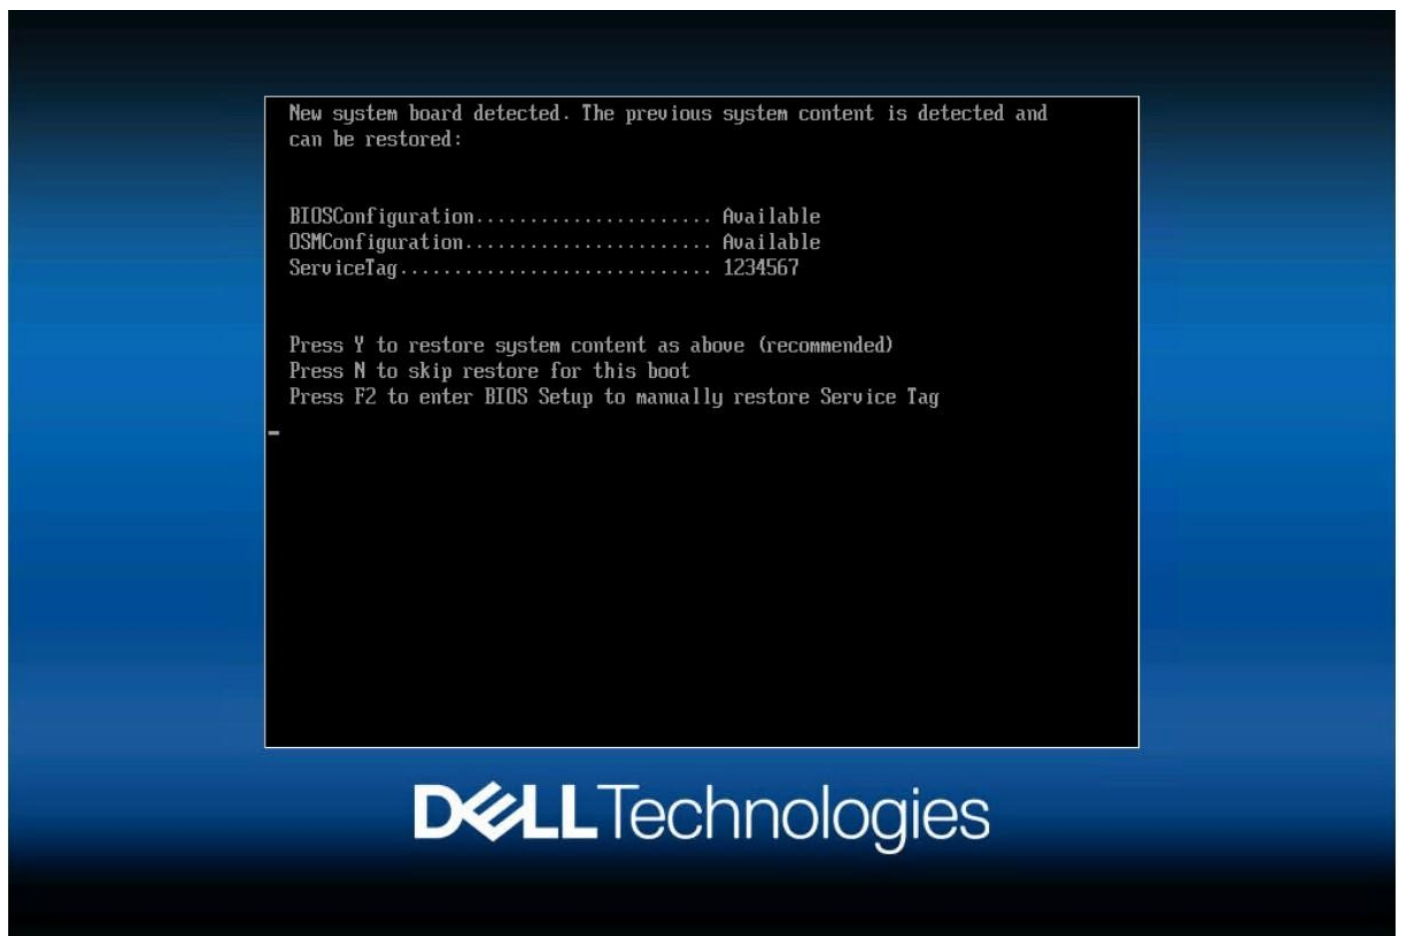 New system board detected. The previous system content is detected and
can be restored:
BIOSConfiguration...................... Available
OSMConfiguration....................... Available
ServiceTag............................. 1234567
Press Y to restore system content as above (recommended)
Press N to skip restore for this boot
Press F2 to enter BIOS Setup to manually restore Service Tag
DELLTechnologies